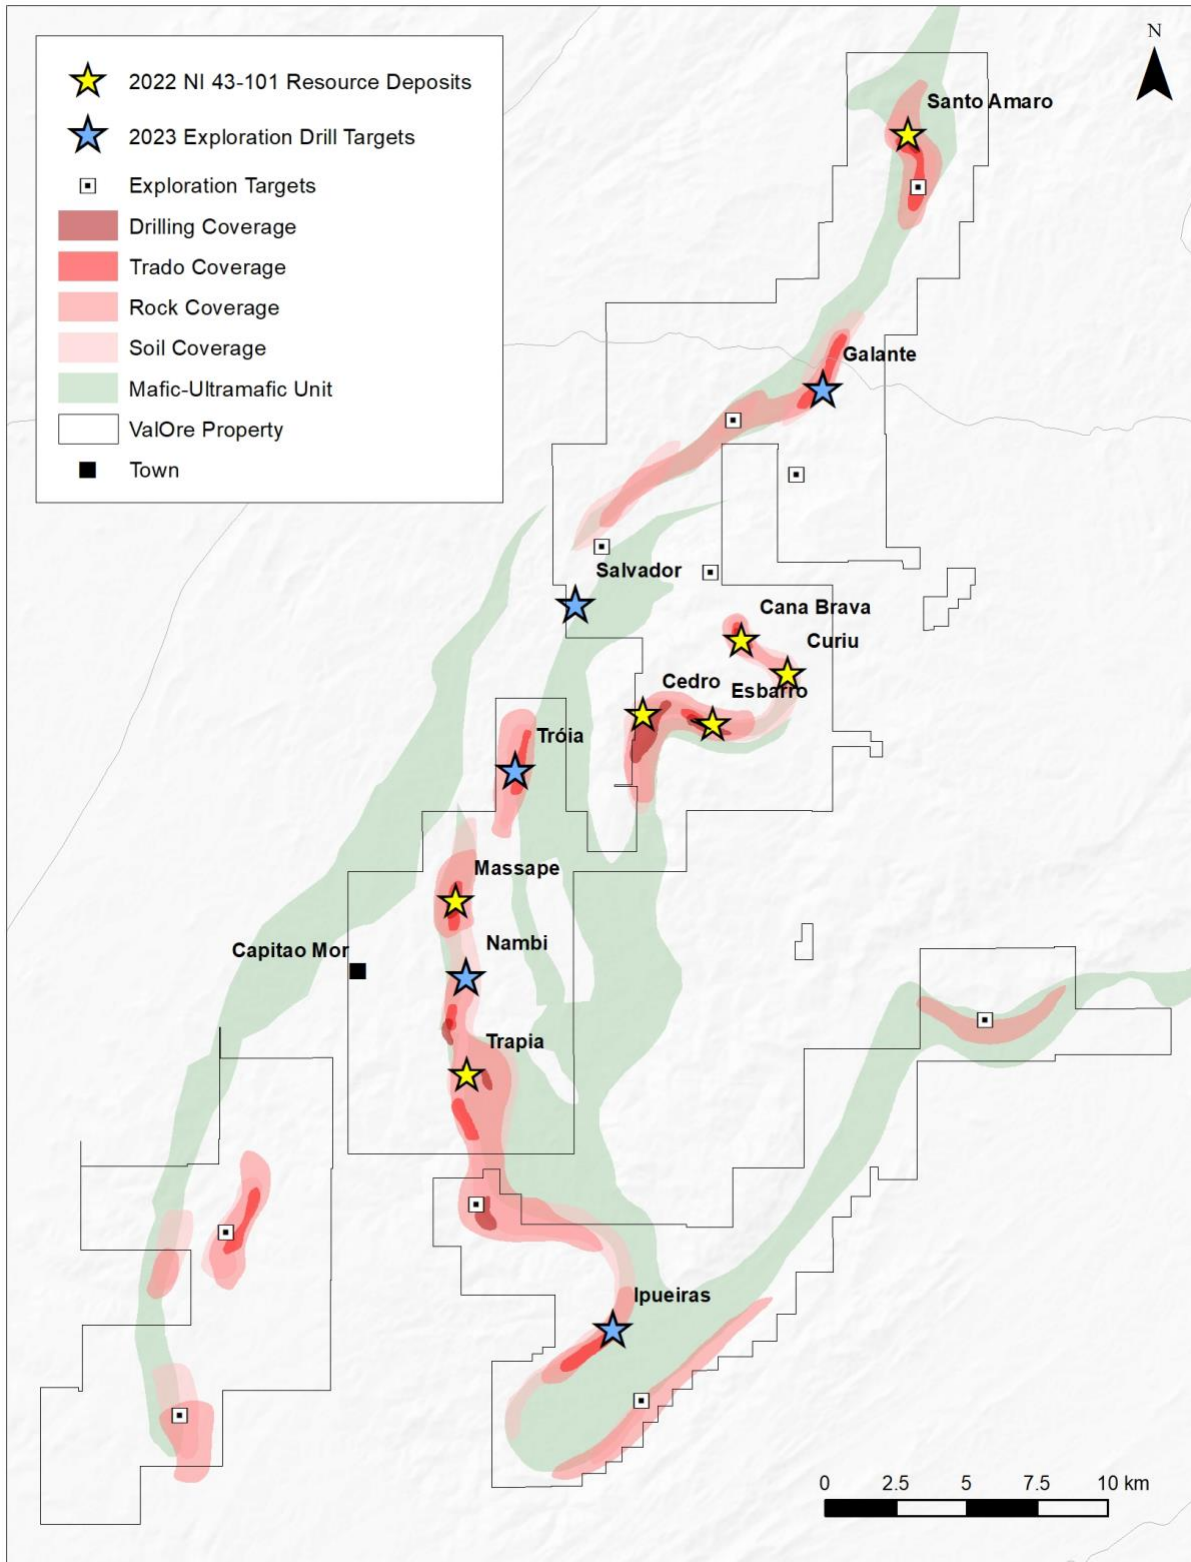 2022 NI 43-101 Resource Deposits
2023 Exploration Drill Targets
Exploration Targets
Drilling Coverage
Trado Coverage
Rock Coverage
Soil Coverage
Mafic-Ultramafic Unit
ValOre Property
Town
N
Santo Amaro
Galante
Salvador
Cana Brava
Curiu
Cedro
Esbarro
Tróia
Massape
Nambi
Capitao Mor
Trapia
Ipueiras
0 2.5 5 7.5 10 km